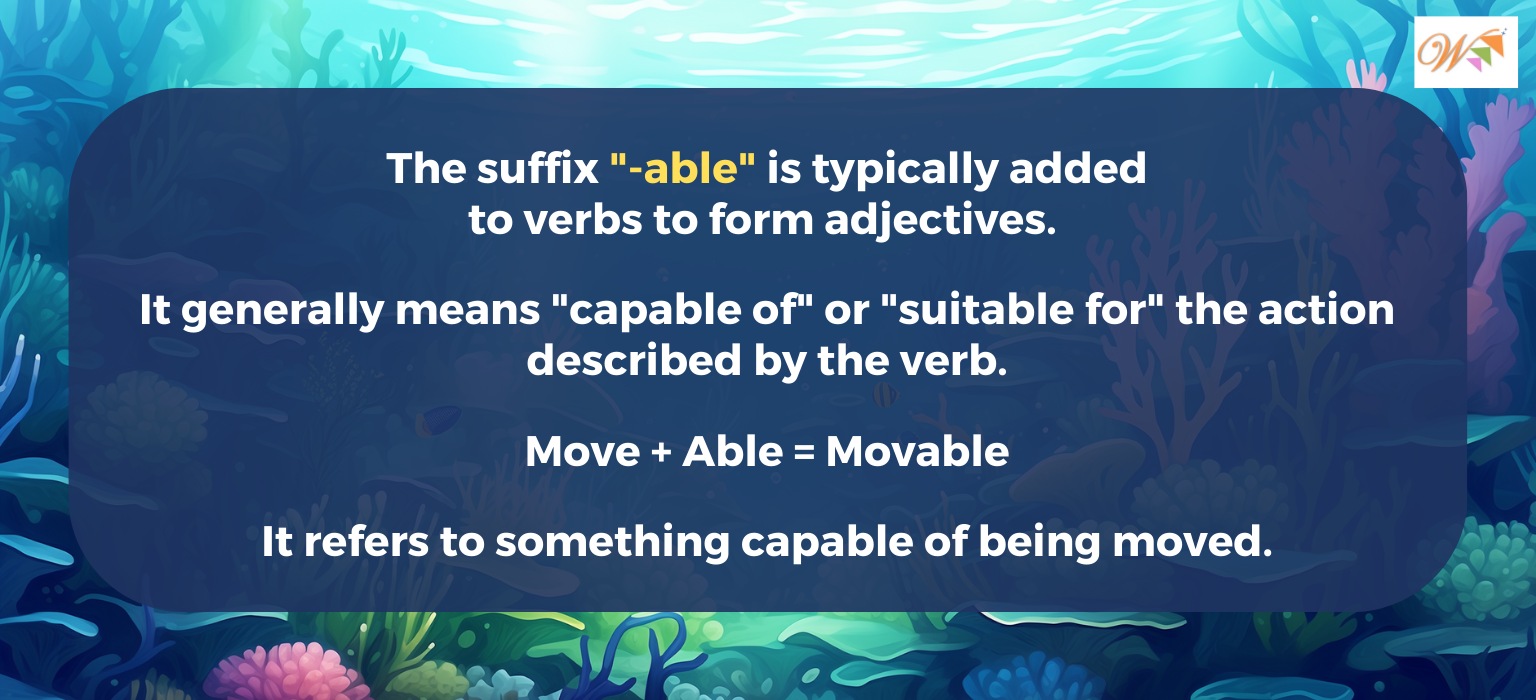 W
The suffix "-able" is typically added
to verbs to form adjectives.
It generally means "capable of" or "suitable for" the action
described by the verb.
Move + Able = Movable
It refers to something capable of being moved.